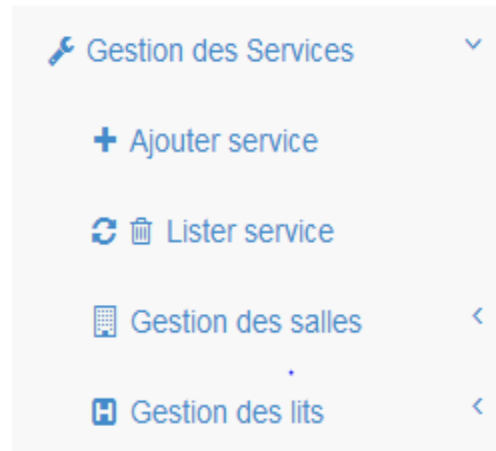 Gestion des Services
Ajouter service
Lister service
Gestion des salles
Gestion des lits